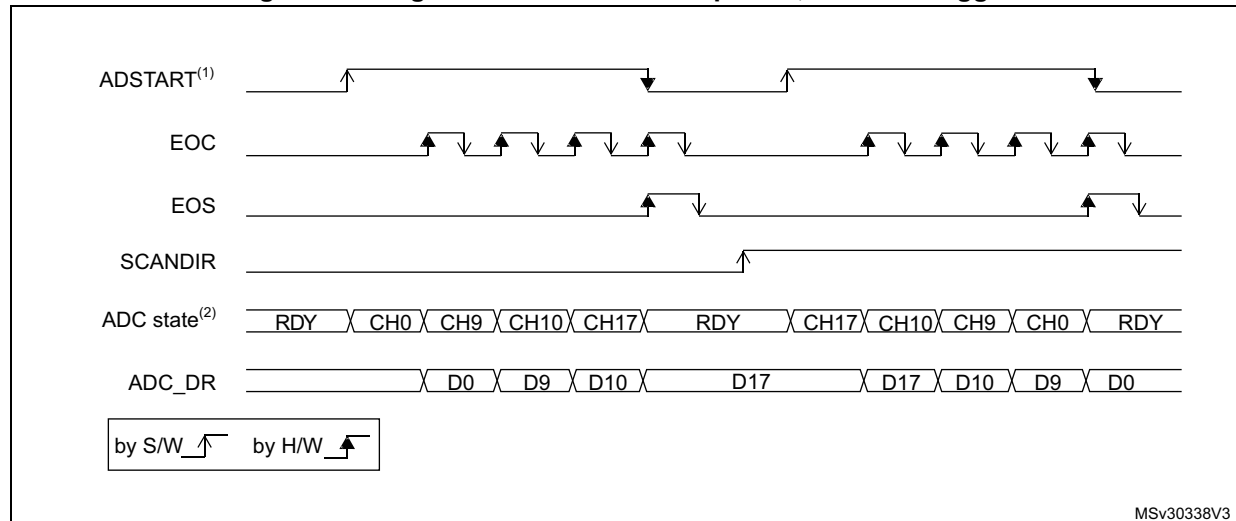 ADSTART(1)
EOC
EOS
SCANDIR
ADC state(2) RDY CH0 CH9 CH10 CH17 RDY CH17 CH10 CH9 CH0 RDY
ADC_DR D0 D9 D10 D17 D17 D10 D9 D0
by S/W by H/W
MSv30338V3